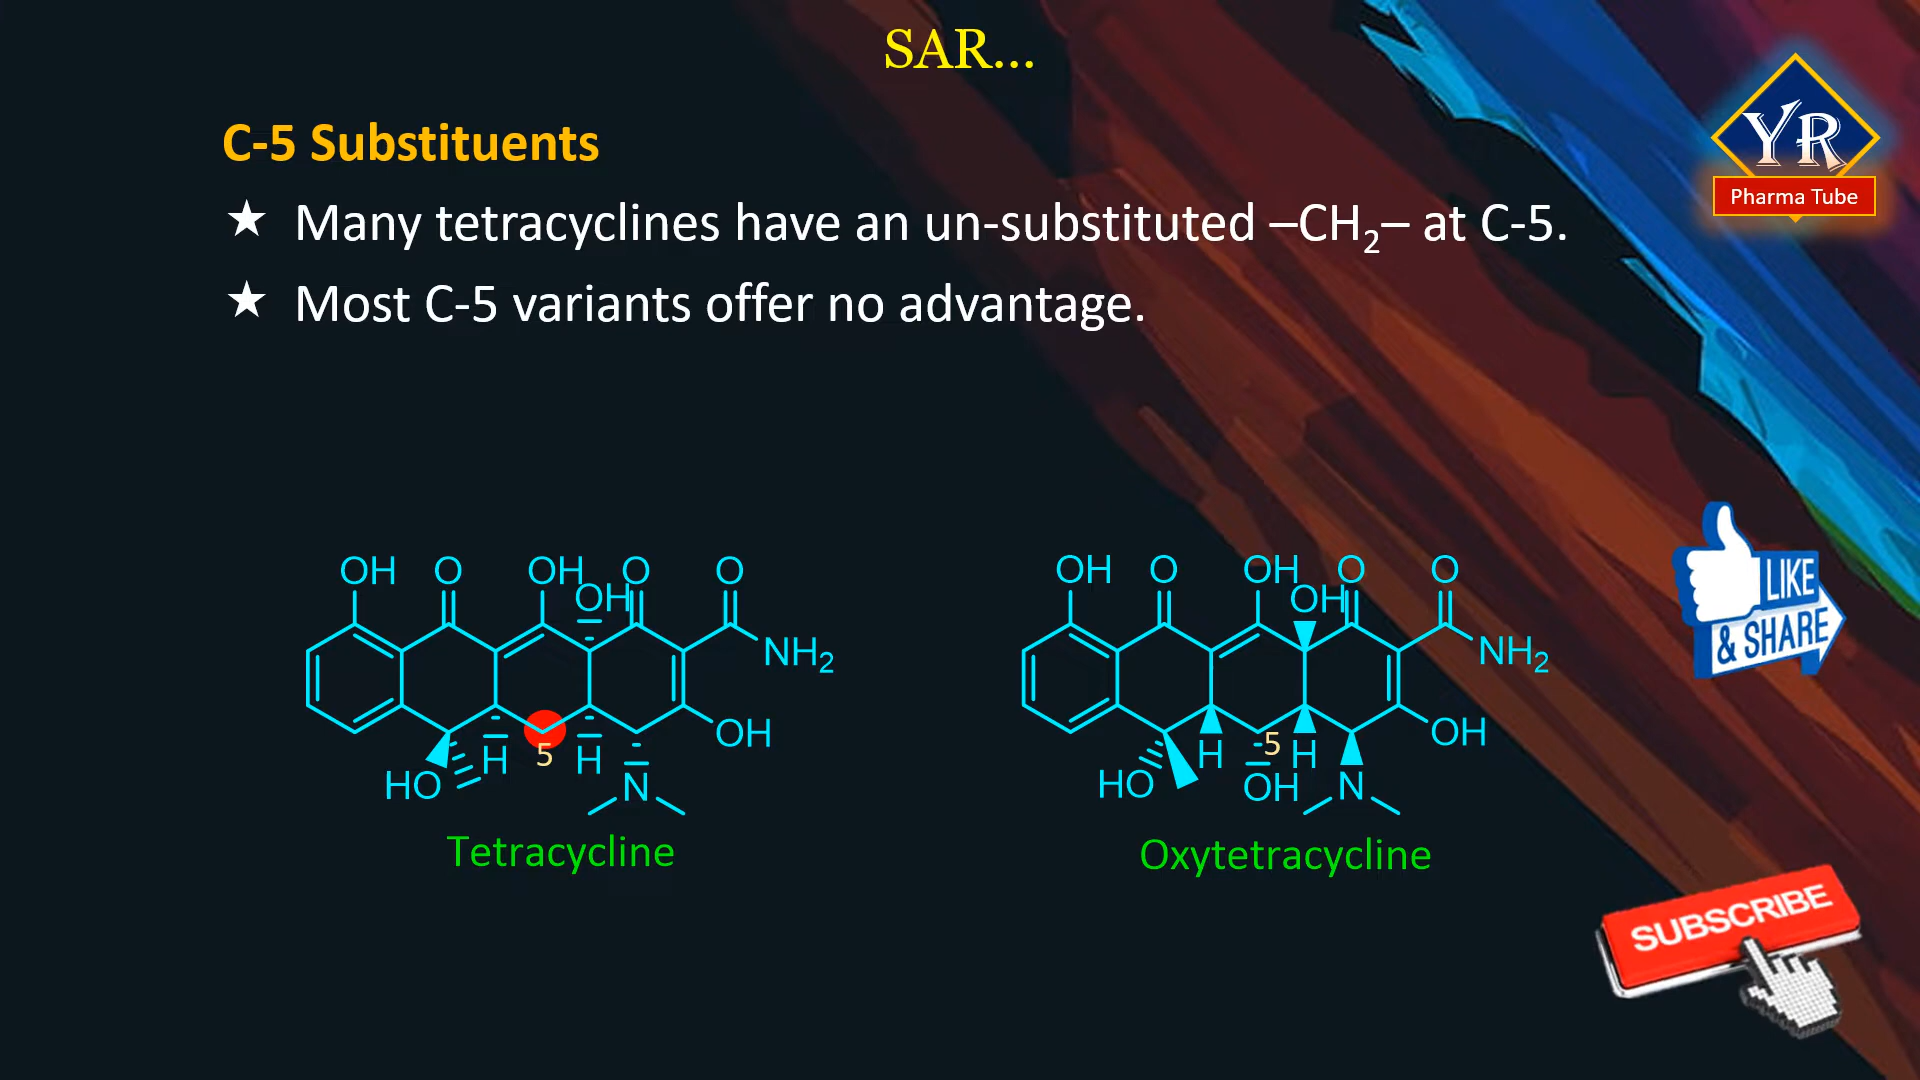 SAR...
YR
Pharma Tube
C-5 Substituents
★ Many tetracyclines have an un-substituted –CH₂– at C-5.
★ Most C-5 variants offer no advantage.
OH O OH OH O O
NH₂
OH
HO H 5 H N
Tetracycline
OH O OH OH O O
NH₂
OH
HO H 5 OH H N
Oxytetracycline
LIKE
& SHARE
SUBSCRIBE